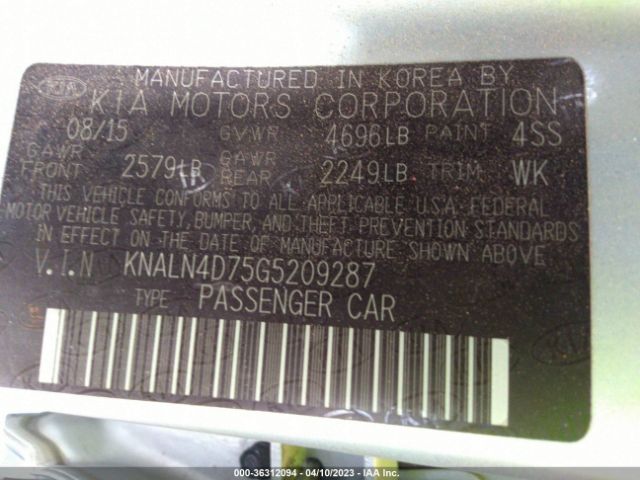 MANUFACTURED IN KOREA BY
KIA KIA MOTORS CORPORATION
08/15 GVWR 4696LB PAINT 4SS
GAWR FRONT 2579LB GAWR REAR 2249LB TRIM WK
THIS VEHICLE CONFORMS TO ALL APPLICABLE U.S.A. FEDERAL
MOTOR VEHICLE SAFETY, BUMPER, AND THEFT PREVENTION STANDARDS
IN EFFECT ON THE DATE OF MANUFACTURE SHOWN ABOVE
V.I.N KNALN4D75G5209287
TYPE PASSENGER CAR
KIA
000-36312094 - 04/10/2023 - IAA Inc.